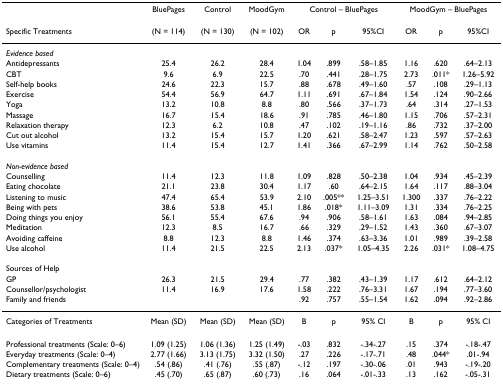 BluePages Control MoodGym Control – BluePages MoodGym – BluePages
Specific Treatments (N = 114) (N = 130) (N = 102) OR p 95%CI OR p 95%CI
Evidence based
Antidepressants 25.4 26.2 28.4 1.04 .899 .58–1.85 1.16 .620 .64–2.13
CBT 9.6 6.9 22.5 .70 .441 .28–1.75 2.73 .011* 1.26–5.92
Self-help books 24.6 22.3 15.7 .88 .678 .49–1.60 .57 .108 .29–1.13
Exercise 54.4 56.9 64.7 1.11 .691 .67–1.84 1.54 .124 .90–2.66
Yoga 13.2 10.8 8.8 .80 .566 .37–1.73 .64 .314 .27–1.53
Massage 16.7 15.4 18.6 .91 .785 .46–1.80 1.15 .706 .57–2.31
Relaxation therapy 12.3 6.2 10.8 .47 .102 .19–1.16 .86 .732 .37–2.00
Cut out alcohol 13.2 15.4 15.7 1.20 .621 .58–2.47 1.23 .597 .57–2.63
Use vitamins 11.4 15.4 12.7 1.41 .366 .67–2.99 1.14 .762 .50–2.58
Non-evidence based
Counselling 11.4 12.3 11.8 1.09 .828 .50–2.38 1.04 .934 .45–2.39
Eating chocolate 21.1 23.8 30.4 1.17 .60 .64–2.15 1.64 .117 .88–3.04
Listening to music 47.4 65.4 53.9 2.10 .005** 1.25–3.51 1.300 .337 .76–2.22
Being with pets 38.6 53.8 45.1 1.86 .018* 1.11–3.09 1.31 .334 .76–2.25
Doing things you enjoy 56.1 55.4 67.6 .94 .906 .58–1.61 1.63 .084 .94–2.85
Meditation 12.3 8.5 16.7 .66 .329 .29–1.52 1.43 .360 .67–3.07
Avoiding caffeine 8.8 12.3 8.8 1.46 .374 .63–3.36 1.01 .989 .39–2.58
Use alcohol 11.4 21.5 22.5 2.13 .037* 1.05–4.35 2.26 .031* 1.08–4.75
Sources of Help
GP 26.3 21.5 29.4 .77 .382 .43–1.39 1.17 .612 .64–2.12
Counsellor/psychologist 11.4 16.9 17.6 1.58 .222 .76–3.31 1.67 .194 .77–3.60
Family and friends .92 .757 .55–1.54 1.62 .094 .92–2.86
Categories of Treatments Mean (SD) Mean (SD) Mean (SD) B p 95% CI B p 95% CI
Professional treatments (Scale: 0–6) 1.09 (1.25) 1.06 (1.36) 1.25 (1.49) -.03 .832 -.34-.27 .15 .374 -.18-.47
Everyday treatments (Scale: 0–4) 2.77 (1.66) 3.13 (1.75) 3.32 (1.50) .27 .226 -.17-.71 .48 .044* .01-.94
Complementary treatments (Scale: 0–4) .54 (.86) .41 (.76) .55 (.87) -.12 .197 -.30-.06 .01 .943 -.19-.20
Dietary treatments (Scale: 0–6) .45 (.70) .65 (.87) .60 (.73) .16 .064 -.01-.33 .13 .162 -.05-.31